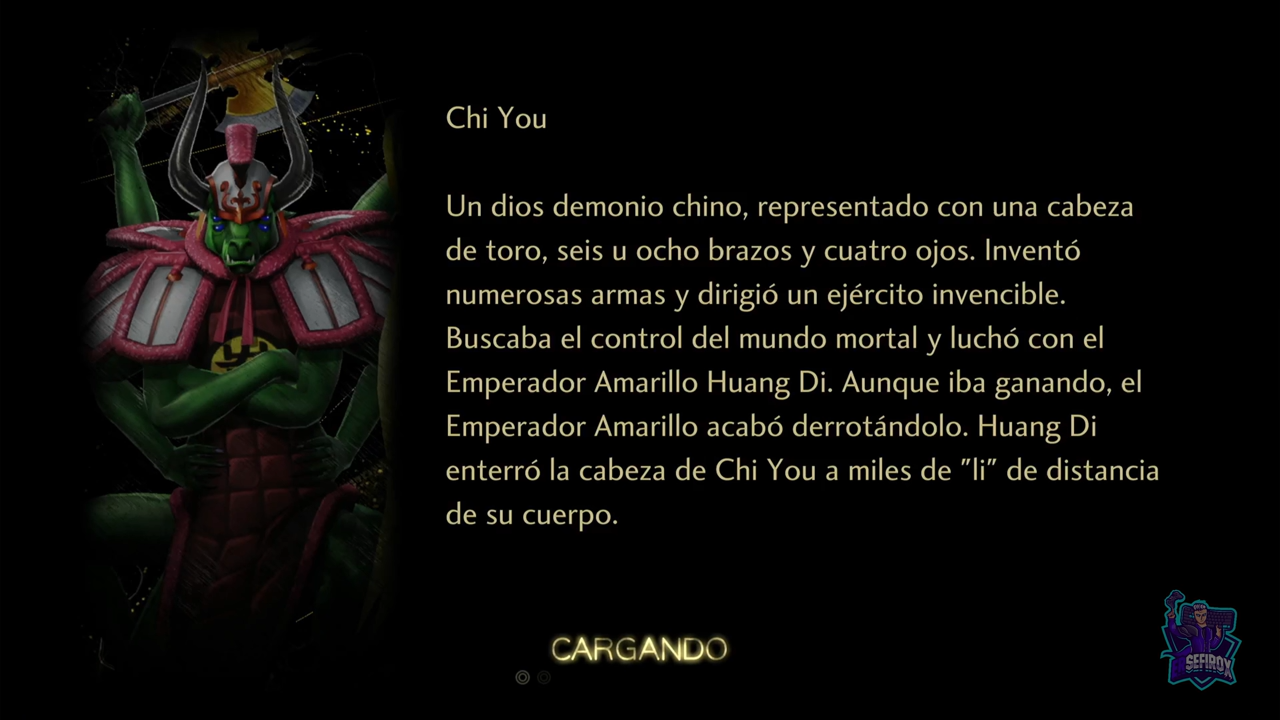 Chi You
Un dios demonio chino, representado con una cabeza
de toro, seis u ocho brazos y cuatro ojos. Inventó
numerosas armas y dirigió un ejército invencible.
Buscaba el control del mundo mortal y luchó con el
Emperador Amarillo Huang Di. Aunque iba ganando, el
Emperador Amarillo acabó derrotándolo. Huang Di
enterró la cabeza de Chi You a miles de "li" de distancia
de su cuerpo.
CARGANDO
SEFIROX